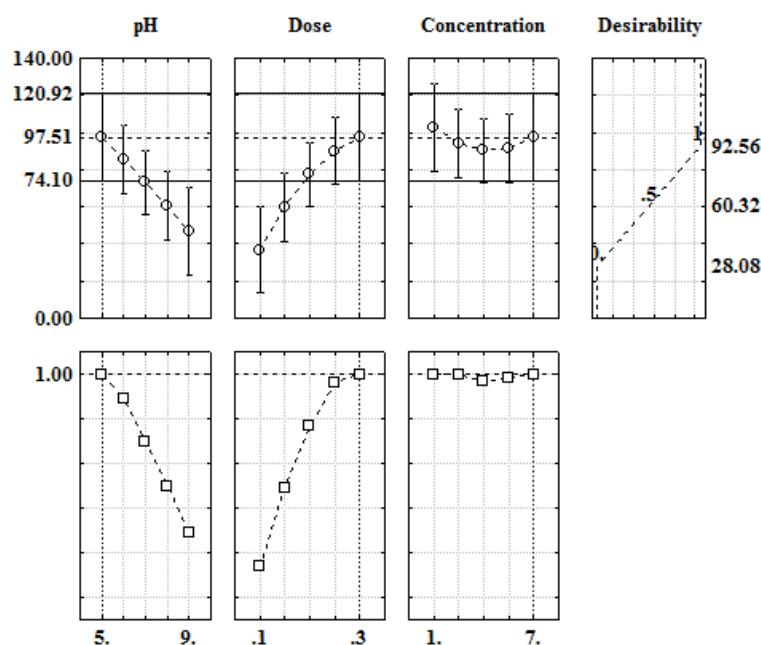 pH Dose Concentration Desirability
140.00
120.92
97.51 1. 92.56
74.10 .5 60.32
0. 28.08
0.00
1.00
5. 9. .1 .3 1. 7.